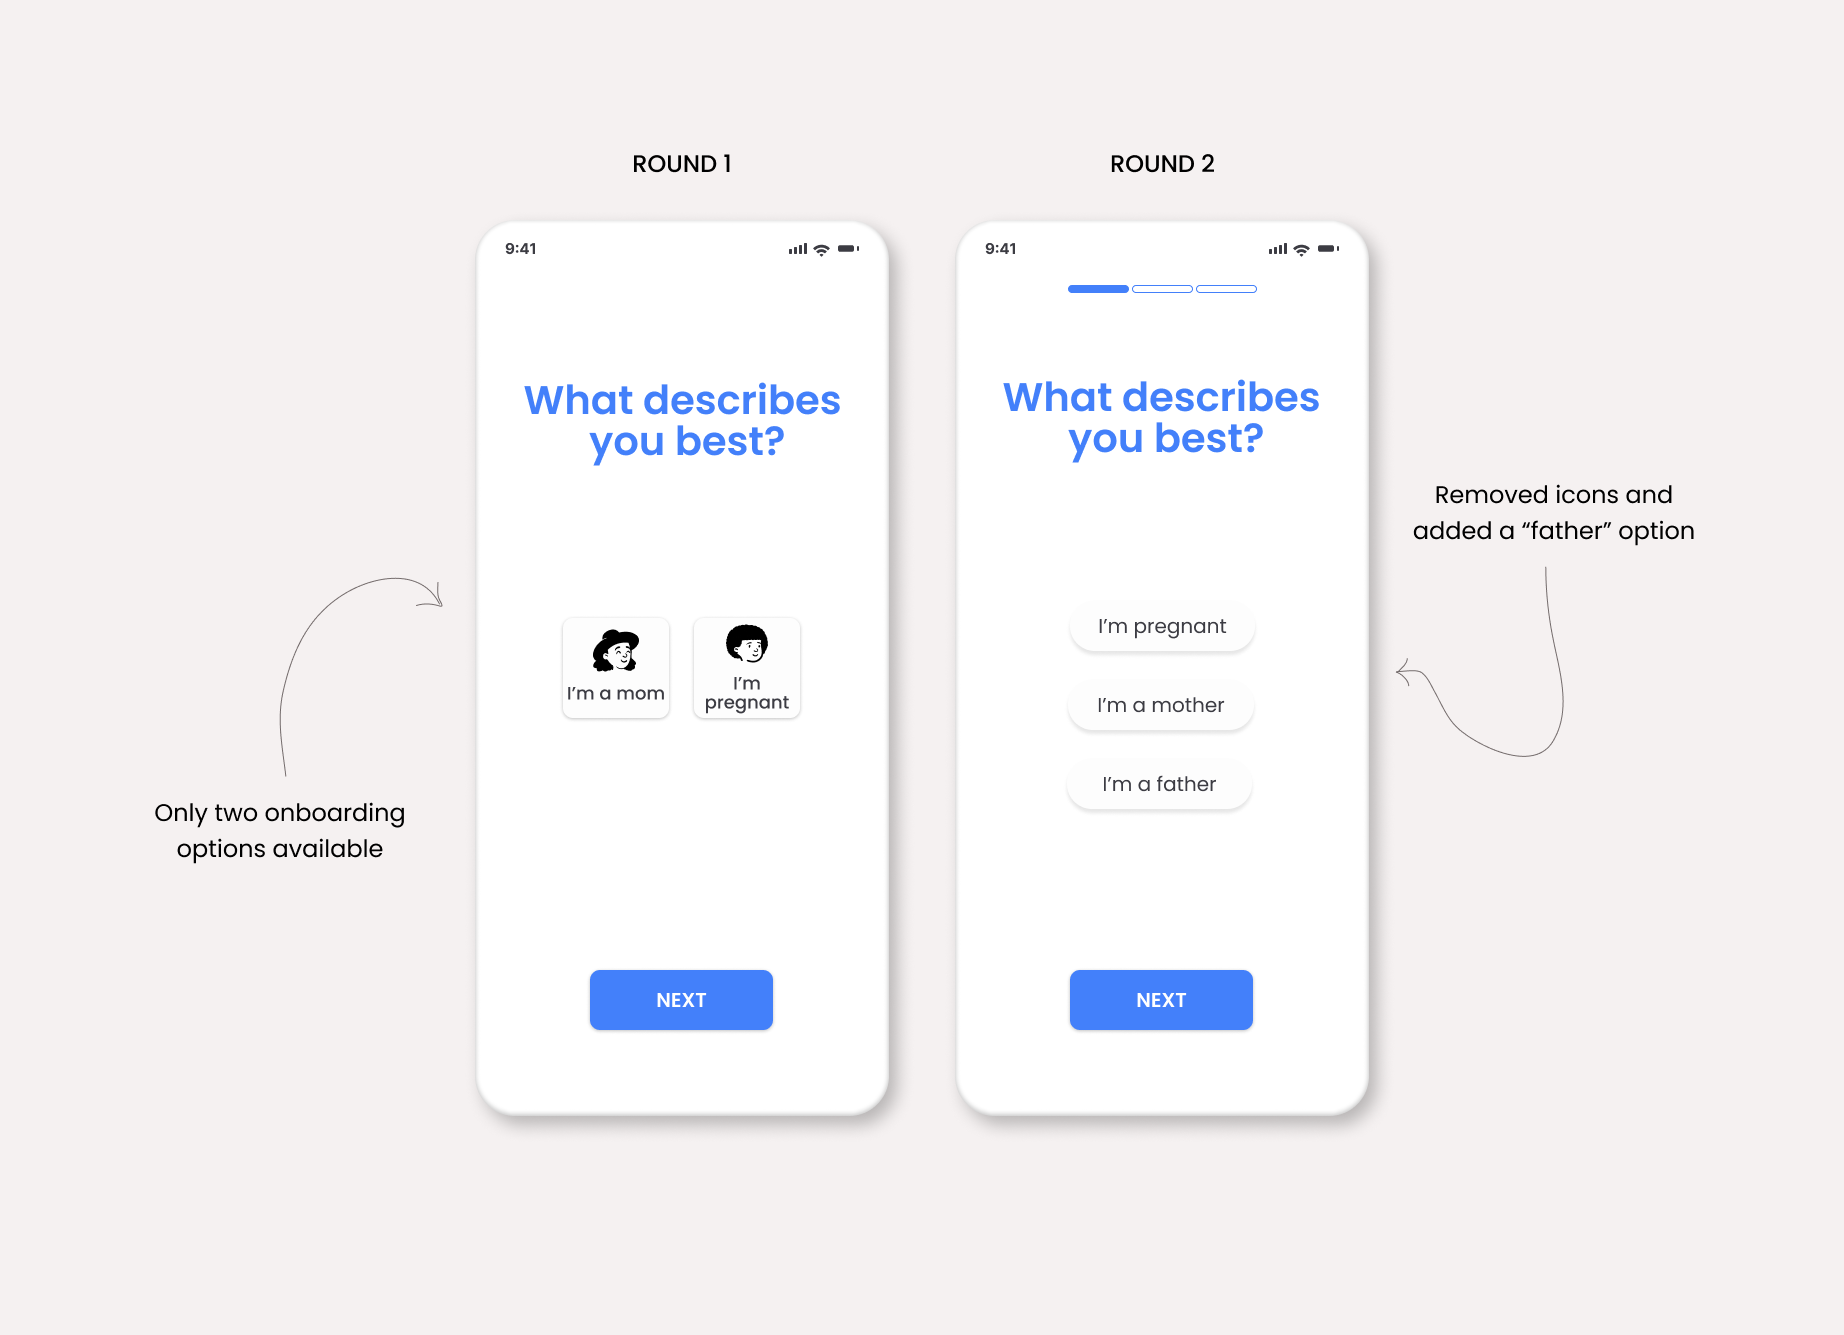 ROUND 1
9:41
What describes
you best?
I’m a mom
I’m
pregnant
NEXT
Only two onboarding
options available
ROUND 2
9:41
What describes
you best?
I’m pregnant
I’m a mother
I’m a father
NEXT
Removed icons and
added a “father” option